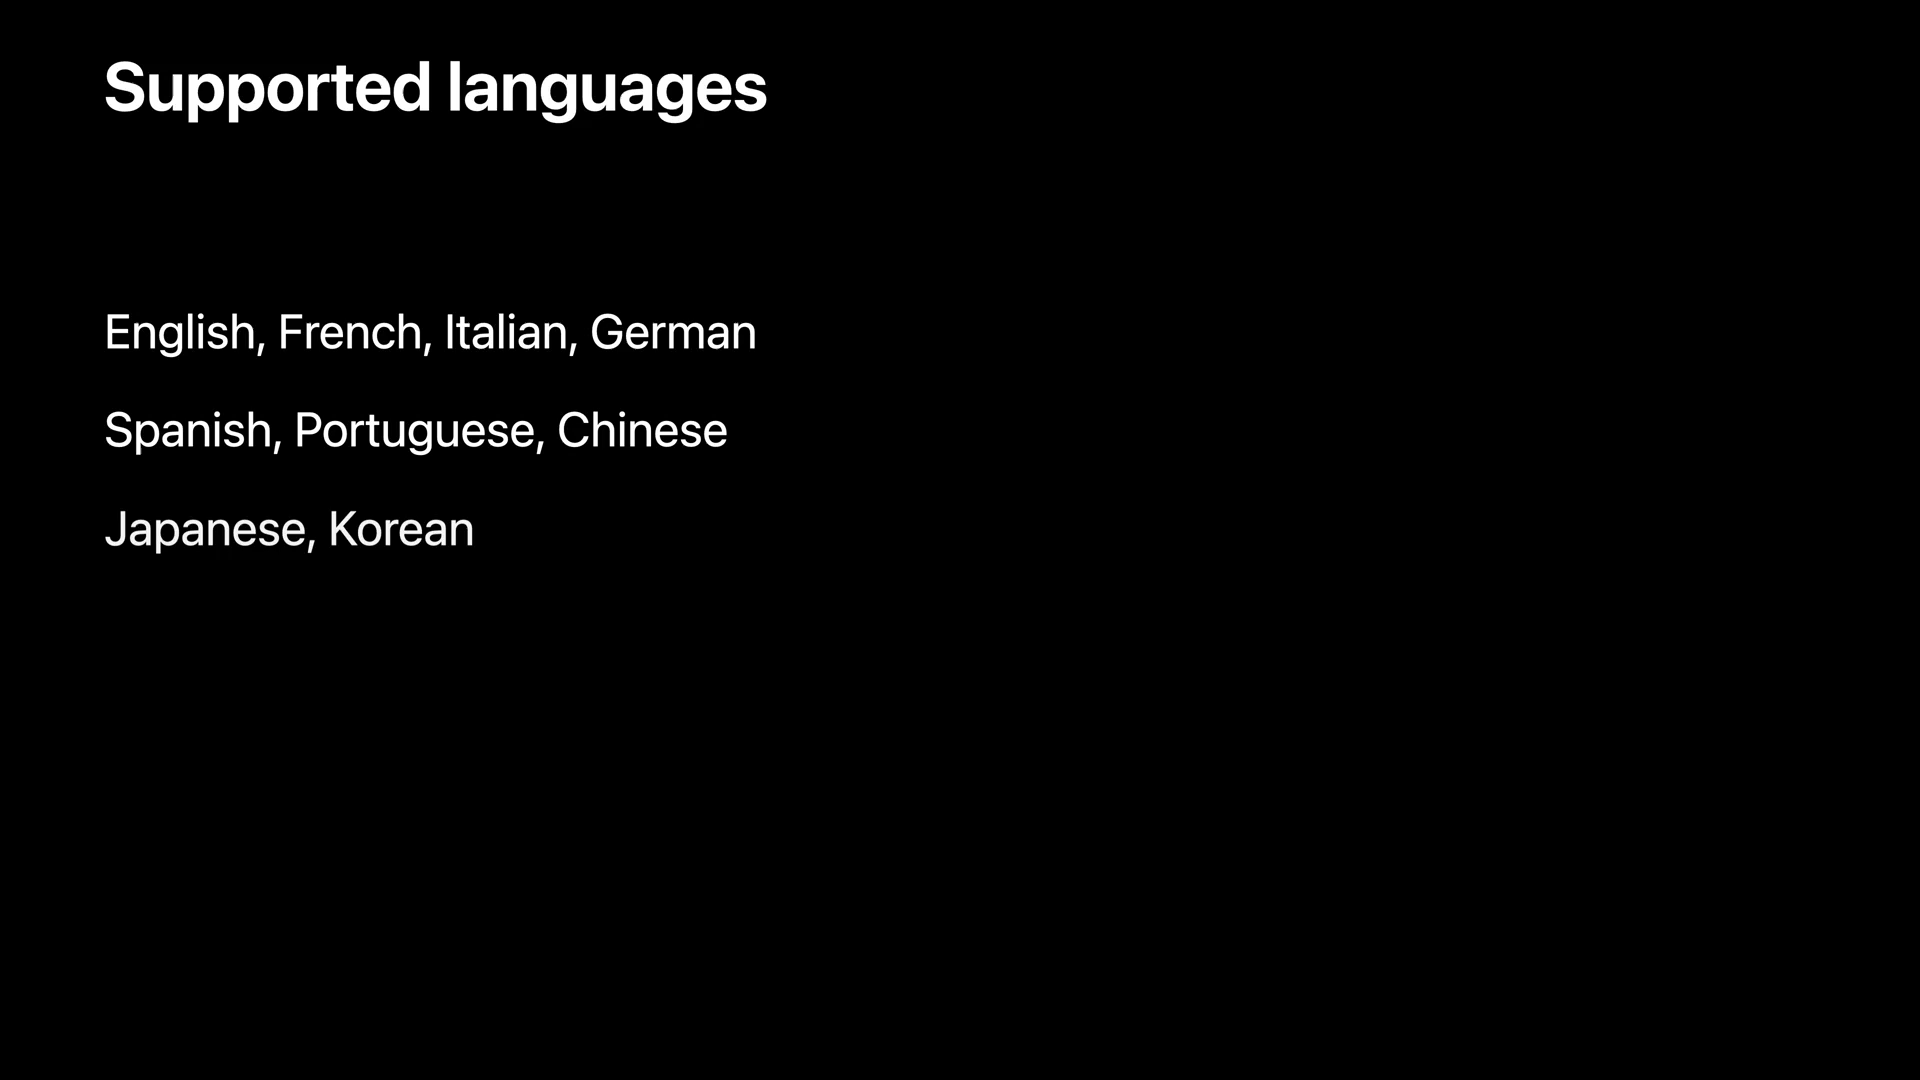 Supported languages
English, French, Italian, German
Spanish, Portuguese, Chinese
Japanese, Korean